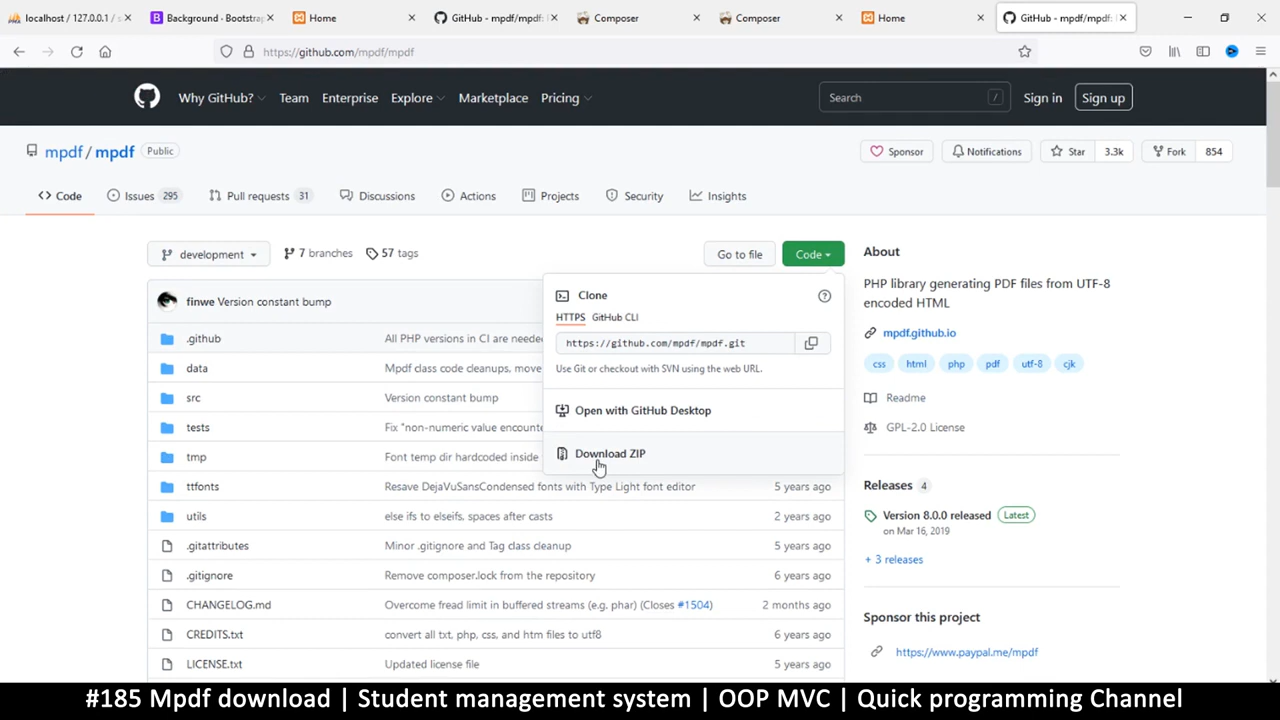 localhost / 127.0.0.1 / s
Background · Bootstrap
Home
GitHub - mpdf/mpdf:
Composer
Composer
Home
GitHub - mpdf/mpdf:
https://github.com/mpdf/mpdf
Why GitHub?
Team
Enterprise
Explore
Marketplace
Pricing
Search
/
Sign in
Sign up
mpdf / mpdf
Public
Sponsor
Notifications
Star 3.3k
Fork 854
Code
Issues 295
Pull requests 31
Discussions
Actions
Projects
Security
Insights
development
7 branches
57 tags
Go to file
Code
finwe Version constant bump
.github All PHP versions in CI are neede
data Mpdf class code cleanups, move
src Version constant bump
tests Fix "non-numeric value encounte
tmp Font temp dir hardcoded inside
ttfonts Resave DejaVuSansCondensed fonts with Type Light font editor 5 years ago
utils else ifs to elseifs, spaces after casts 2 years ago
.gitattributes Minor .gitignore and Tag class cleanup 5 years ago
.gitignore Remove composer.lock from the repository 6 years ago
CHANGELOG.md Overcome fread limit in buffered streams (e.g. phar) (Closes #1504) 2 months ago
CREDITS.txt convert all txt, php, css, and htm files to utf8 6 years ago
LICENSE.txt Updated license file 5 years ago
Clone
HTTPS GitHub CLI
https://github.com/mpdf/mpdf.git
Use Git or checkout with SVN using the web URL.
Open with GitHub Desktop
Download ZIP
About
PHP library generating PDF files from UTF-8
encoded HTML
mpdf.github.io
css html php pdf utf-8 cjk
Readme
GPL-2.0 License
Releases 4
Version 8.0.0 released Latest
on Mar 16, 2019
+ 3 releases
Sponsor this project
https://www.paypal.me/mpdf
#185 Mpdf download | Student management system | OOP MVC | Quick programming Channel